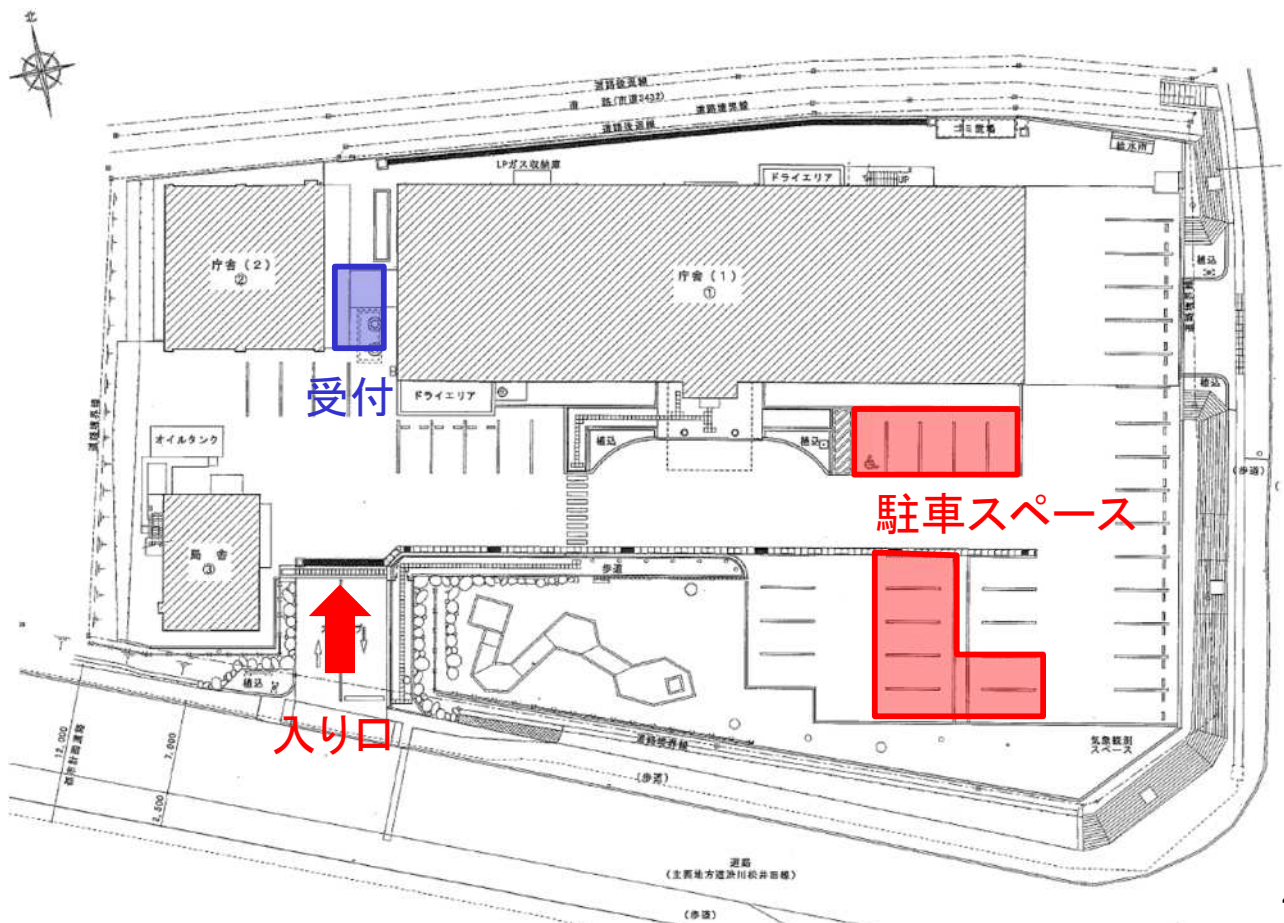 北
道路後退線
道 路(市道3432)
道路境界線
道路後退線
ゴミ置場
給水所
LPガス収納庫
ドライエリア
UP
庁舎(2)
②
庁舎(1)
①
植込
道路境界線
植込
受付
ドライエリア
植込
植込
道路境界線
オイルタンク
(歩道)
駐車スペース
局 舎
③
歩道
植込
入り口
道路境界線
気象観測
スペース
12,000
都市計画道路
7,000
2,500
(歩道)
道路
(主要地方道渋川松井田線)
(歩道)